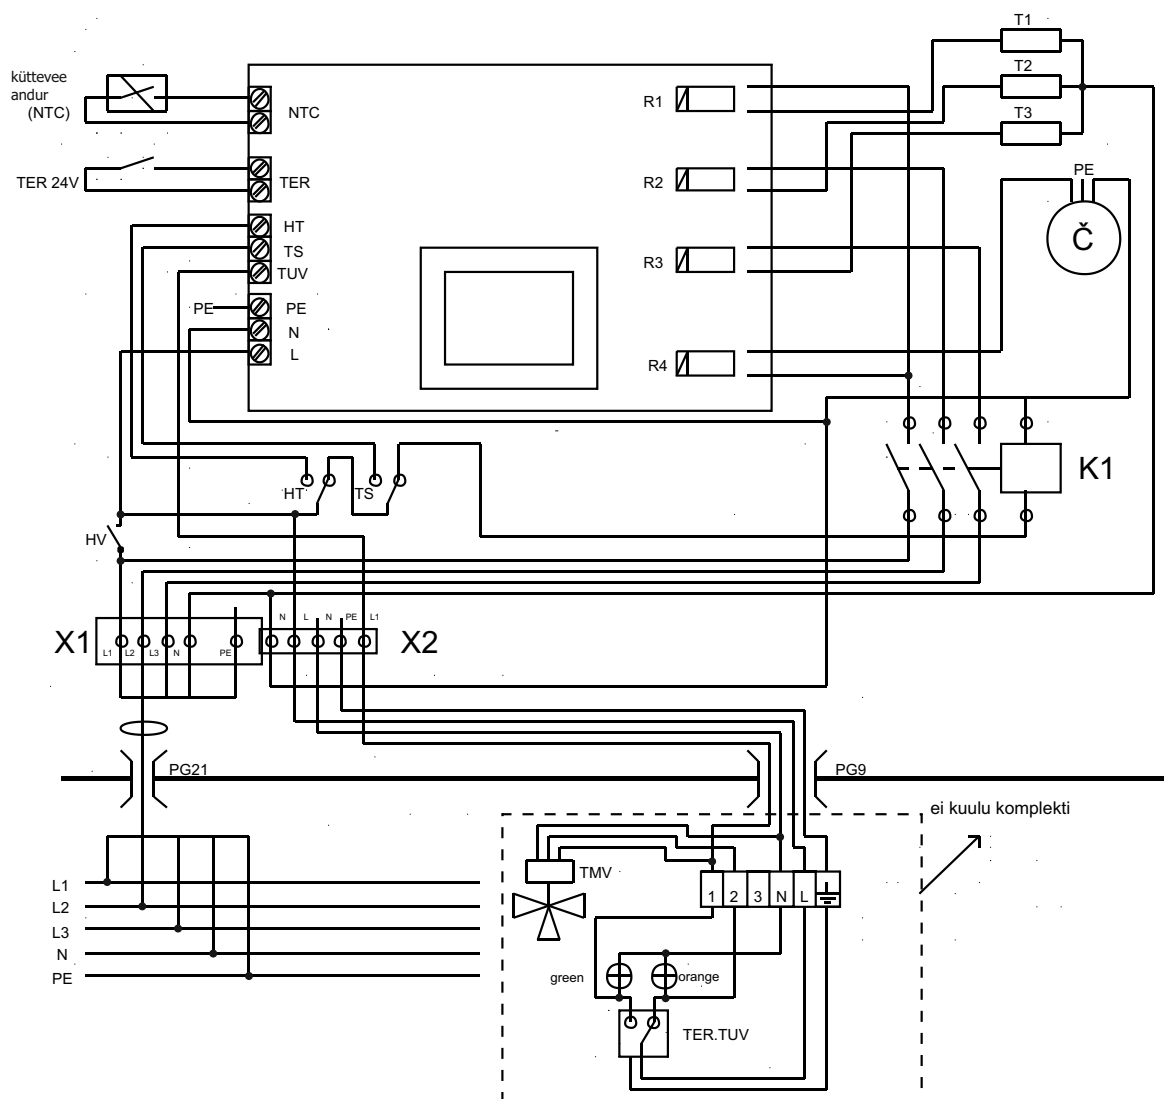 T1
küttevee
andur
(NTC)
NTC
R1
T2
T3
TER 24V
TER
R2
PE
HT
TS
TUV
R3
Č
PE
PE
N
L
R4
HT
TS
K1
HV
X1
L1
L2
L3
N
PE
N
L
N
PE
L1
X2
PG21
PG9
ei kuulu komplekti
TMV
1
2
3
N
L
L1
L2
L3
N
PE
green
orange
TER.TUV